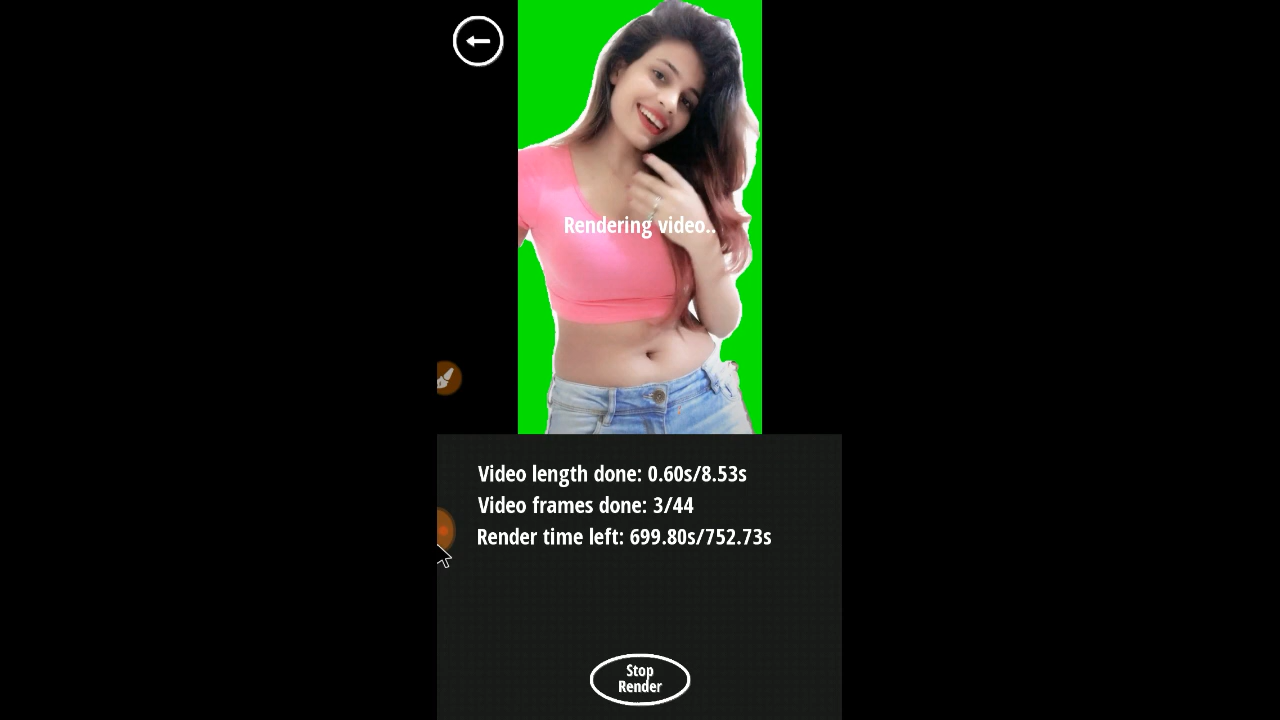 Rendering video..
Video length done: 0.60s/8.53s
Video frames done: 3/44
Render time left: 699.80s/752.73s
Stop
Render